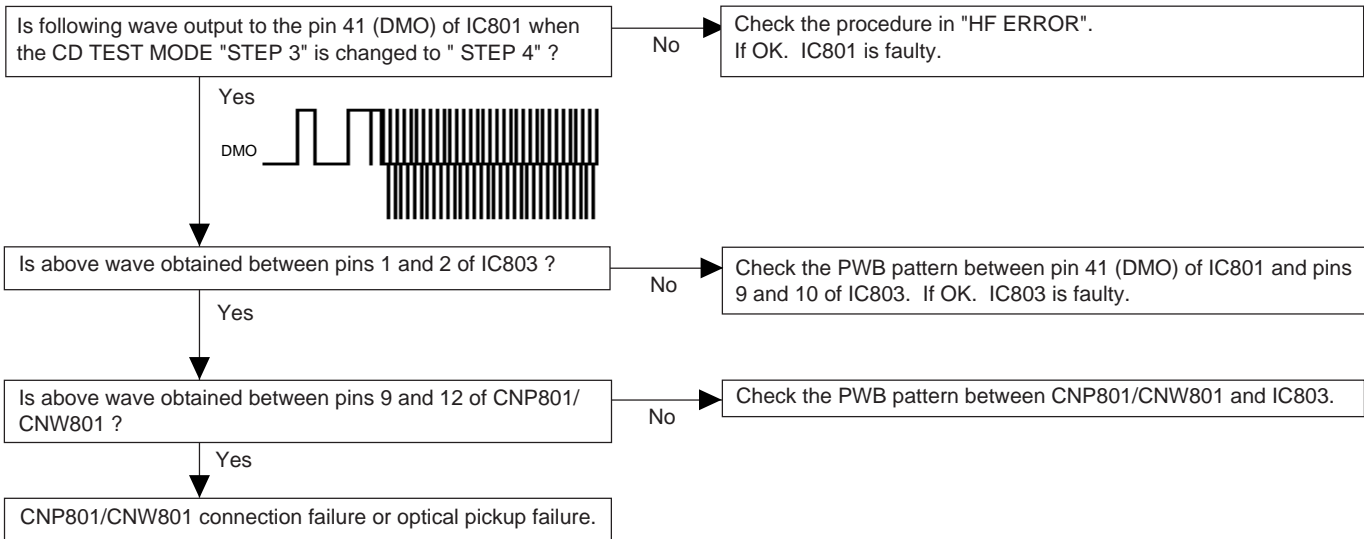 Is following wave output to the pin 41 (DMO) of IC801 when
the CD TEST MODE "STEP 3" is changed to " STEP 4" ?
No
Check the procedure in "HF ERROR".
If OK.  IC801 is faulty.
Yes
DMO
Is above wave obtained between pins 1 and 2 of IC803 ?
No
Check the PWB pattern between pin 41 (DMO) of IC801 and pins
9 and 10 of IC803.  If OK.  IC803 is faulty.
Yes
Is above wave obtained between pins 9 and 12 of CNP801/
CNW801 ?
No
Check the PWB pattern between CNP801/CNW801 and IC803.
Yes
CNP801/CNW801 connection failure or optical pickup failure.